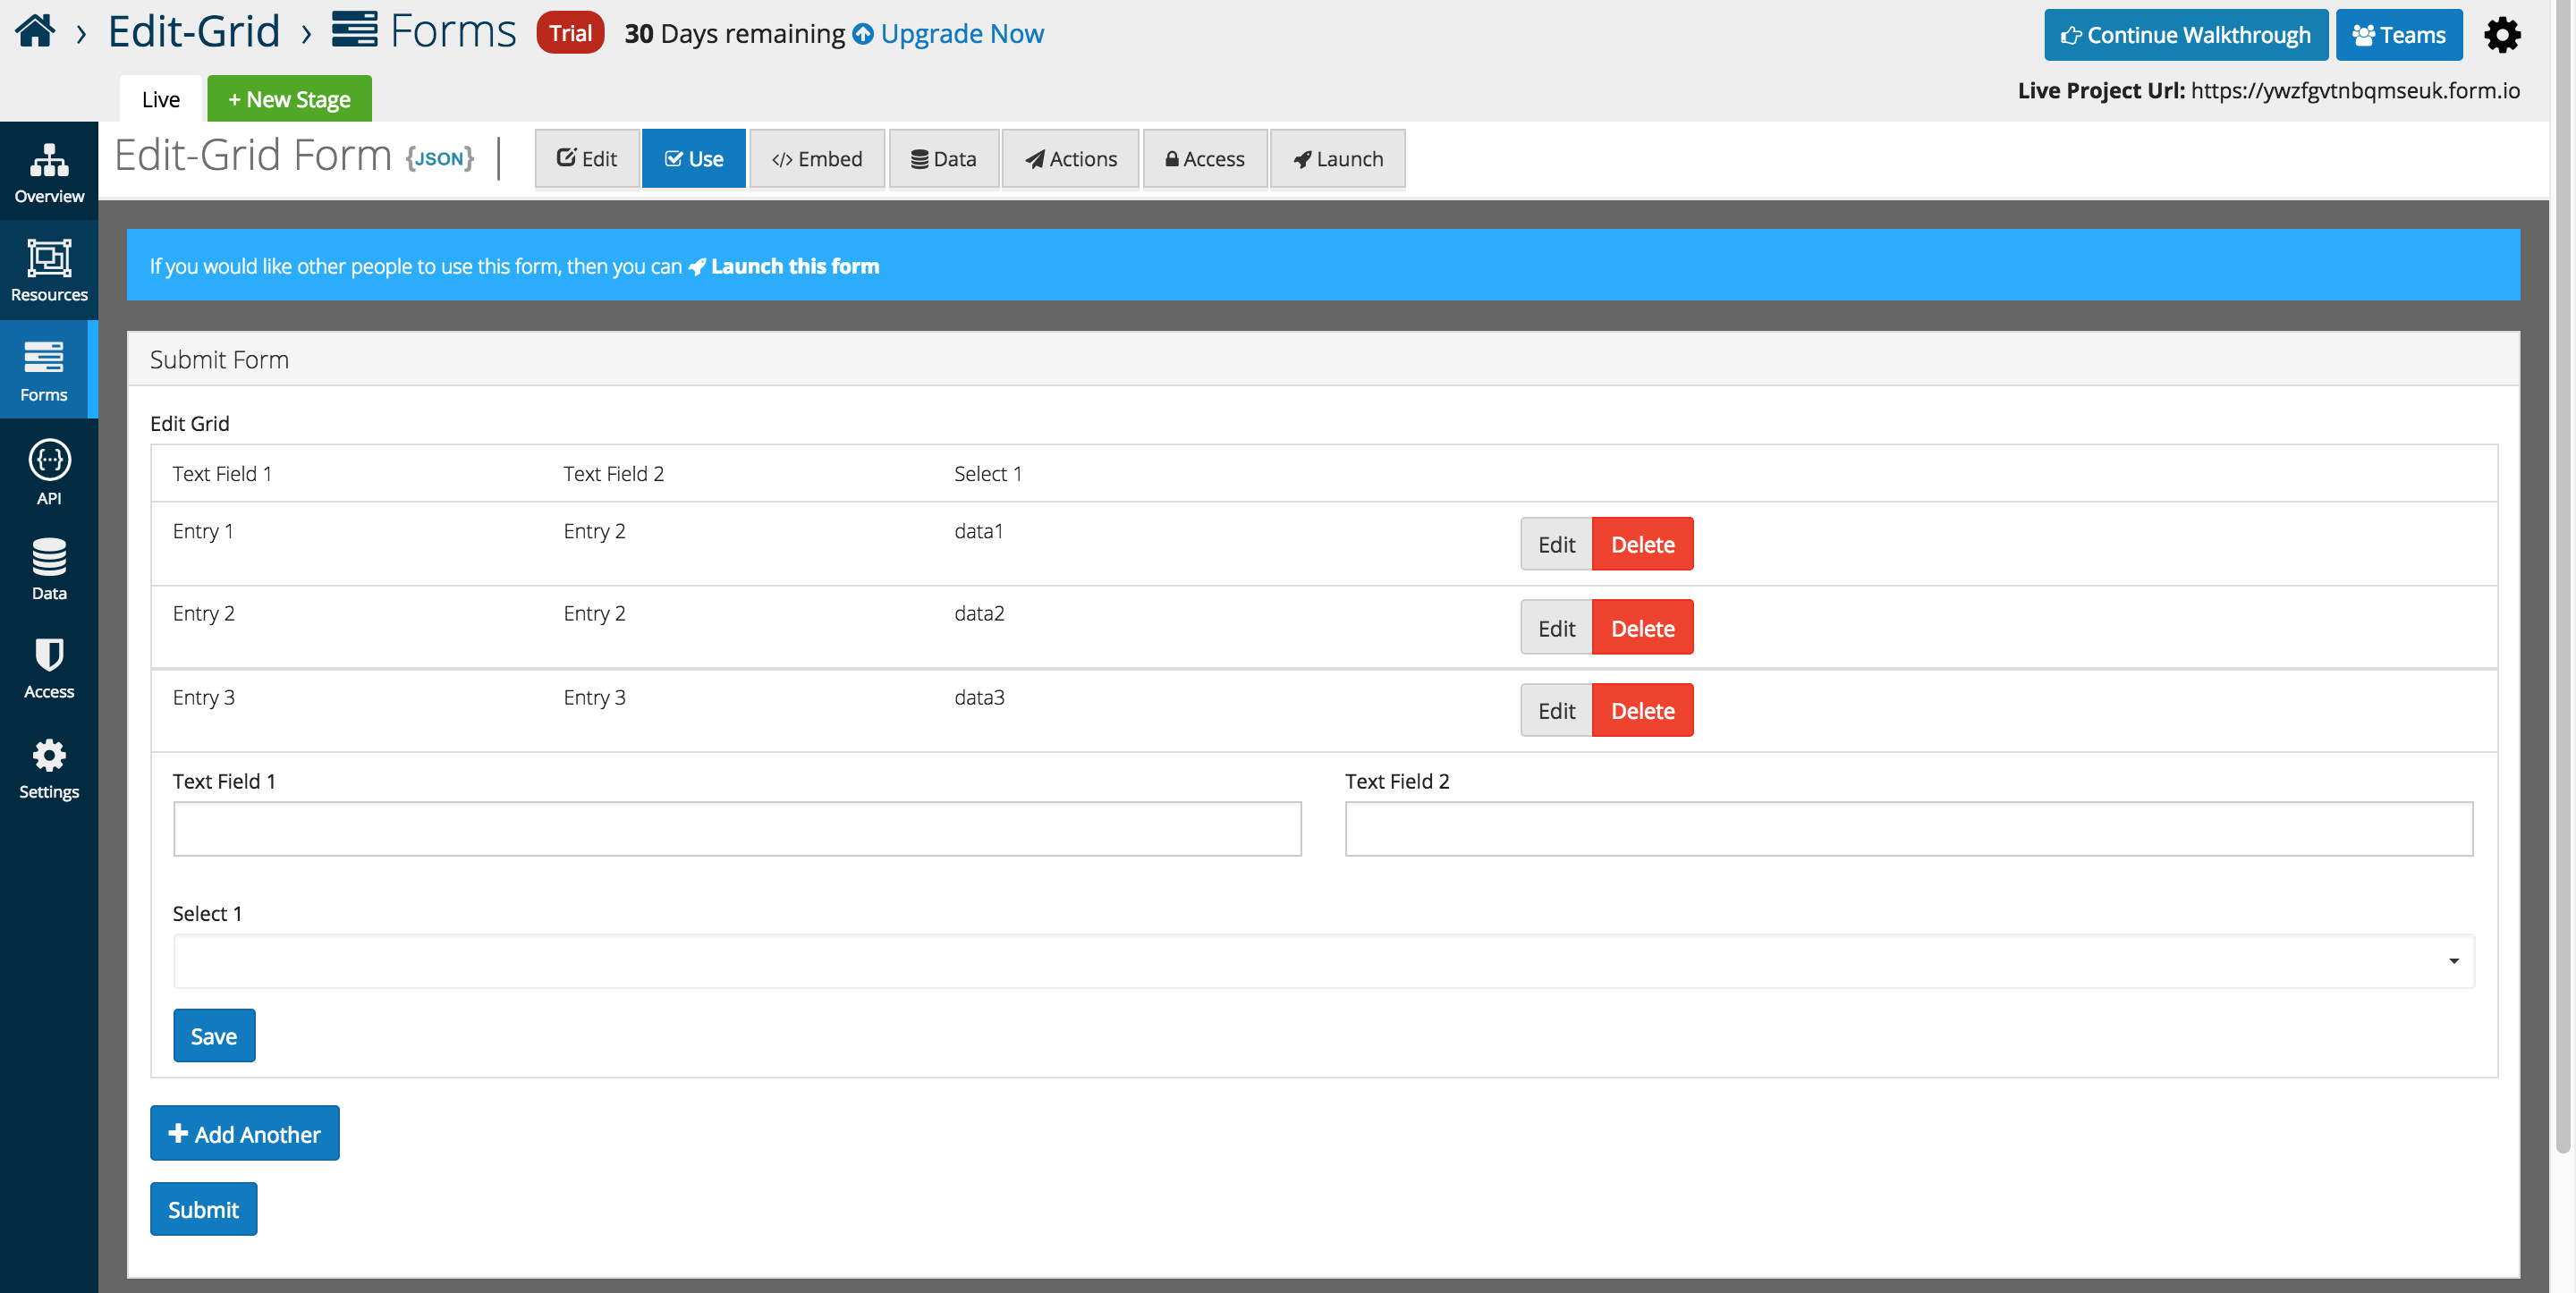 › Edit-Grid › Forms Trial 30 Days remaining Upgrade Now
Continue Walkthrough Teams
Live + New Stage
Live Project Url: https://ywzfgvtnbqmseuk.form.io
Overview
Resources
Forms
API
Data
Access
Settings
Edit-Grid Form {JSON} |
Edit Use </> Embed Data Actions Access Launch
If you would like other people to use this form, then you can Launch this form
Submit Form
Edit Grid
Text Field 1 Text Field 2 Select 1
Entry 1 Entry 2 data1 Edit Delete
Entry 2 Entry 2 data2 Edit Delete
Entry 3 Entry 3 data3 Edit Delete
Text Field 1 Text Field 2
Select 1
Save
+ Add Another
Submit